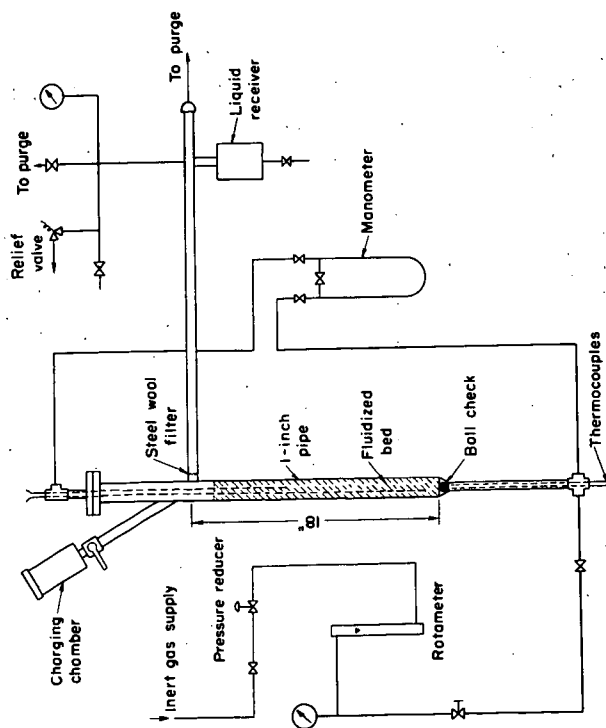 Relief
valve
To purge
To purge
Liquid
receiver
Manometer
Steel wool
filter
1-inch
pipe
Fluidized
bed
Ball check
Thermocouples
18"
Charging
chamber
Inert gas supply
Pressure reducer
Rotameter